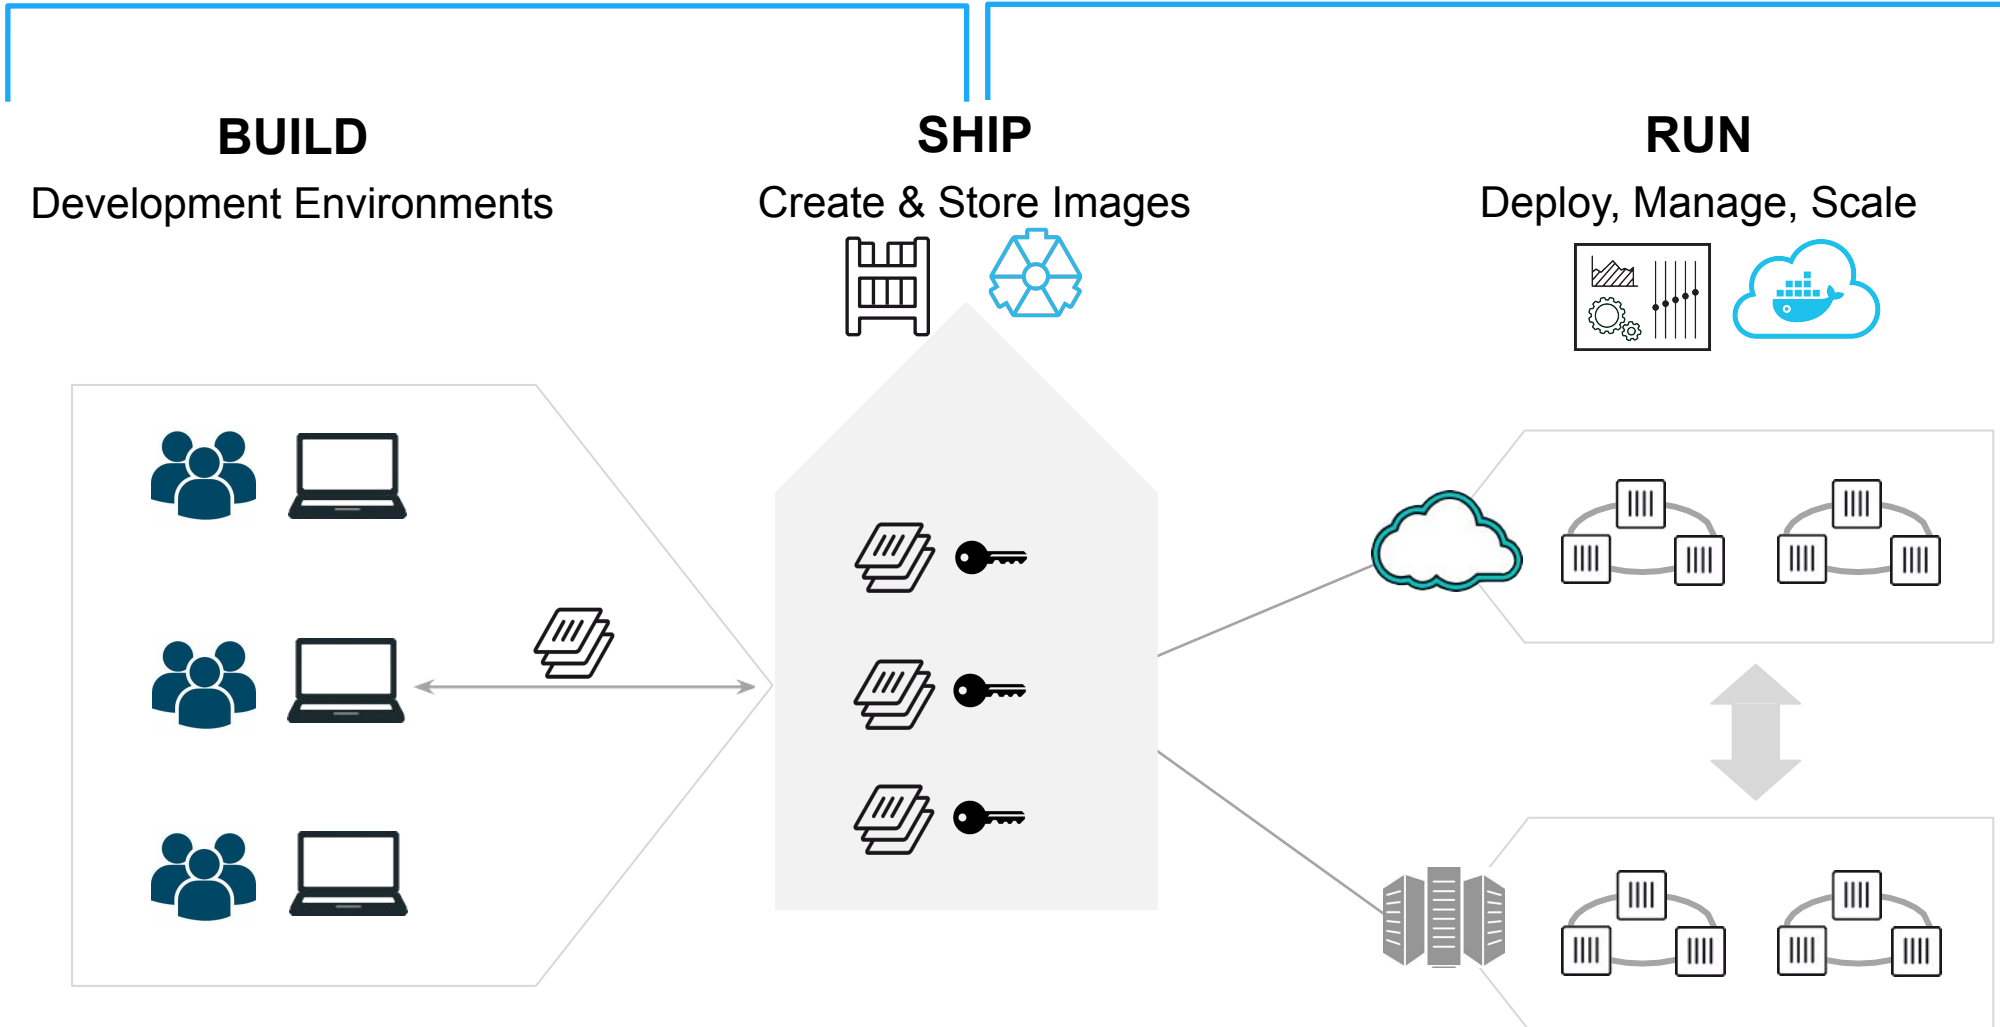 BUILD
Development Environments
SHIP
Create & Store Images
RUN
Deploy, Manage, Scale